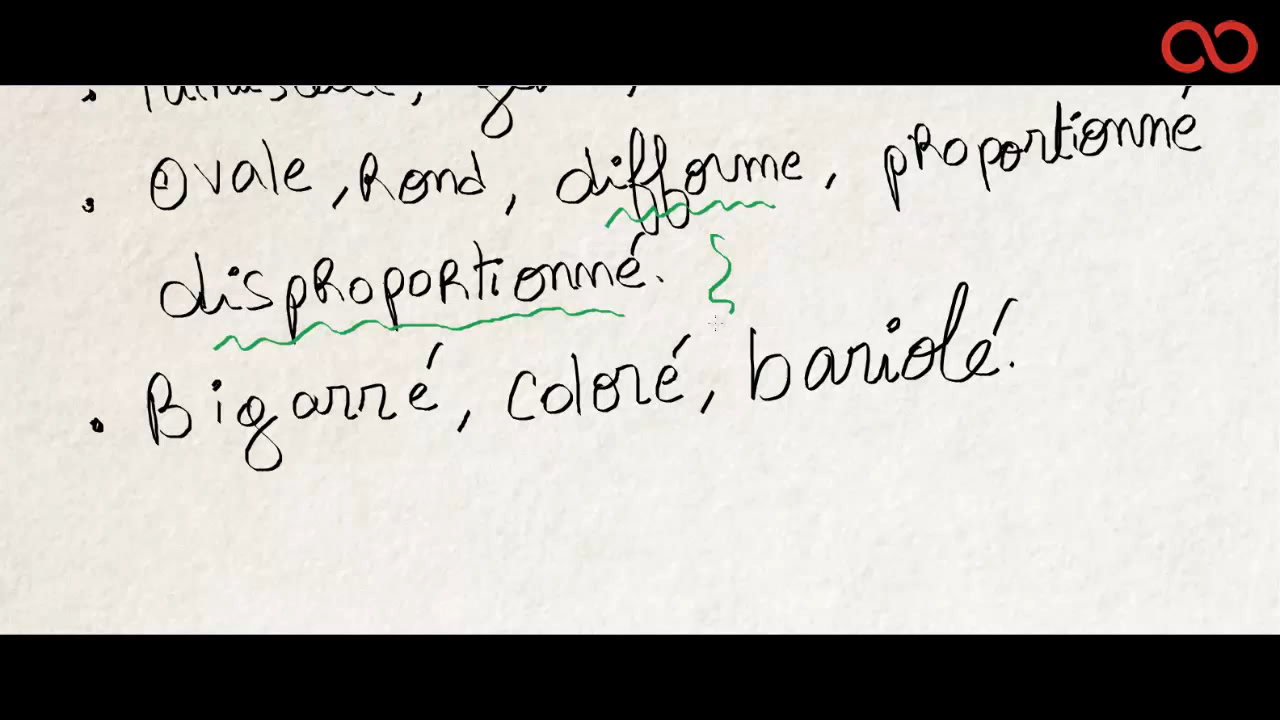 • Ovale, Rond, difforme, proportionné
disproportionné.
• Bigarré, coloré, bariolé.